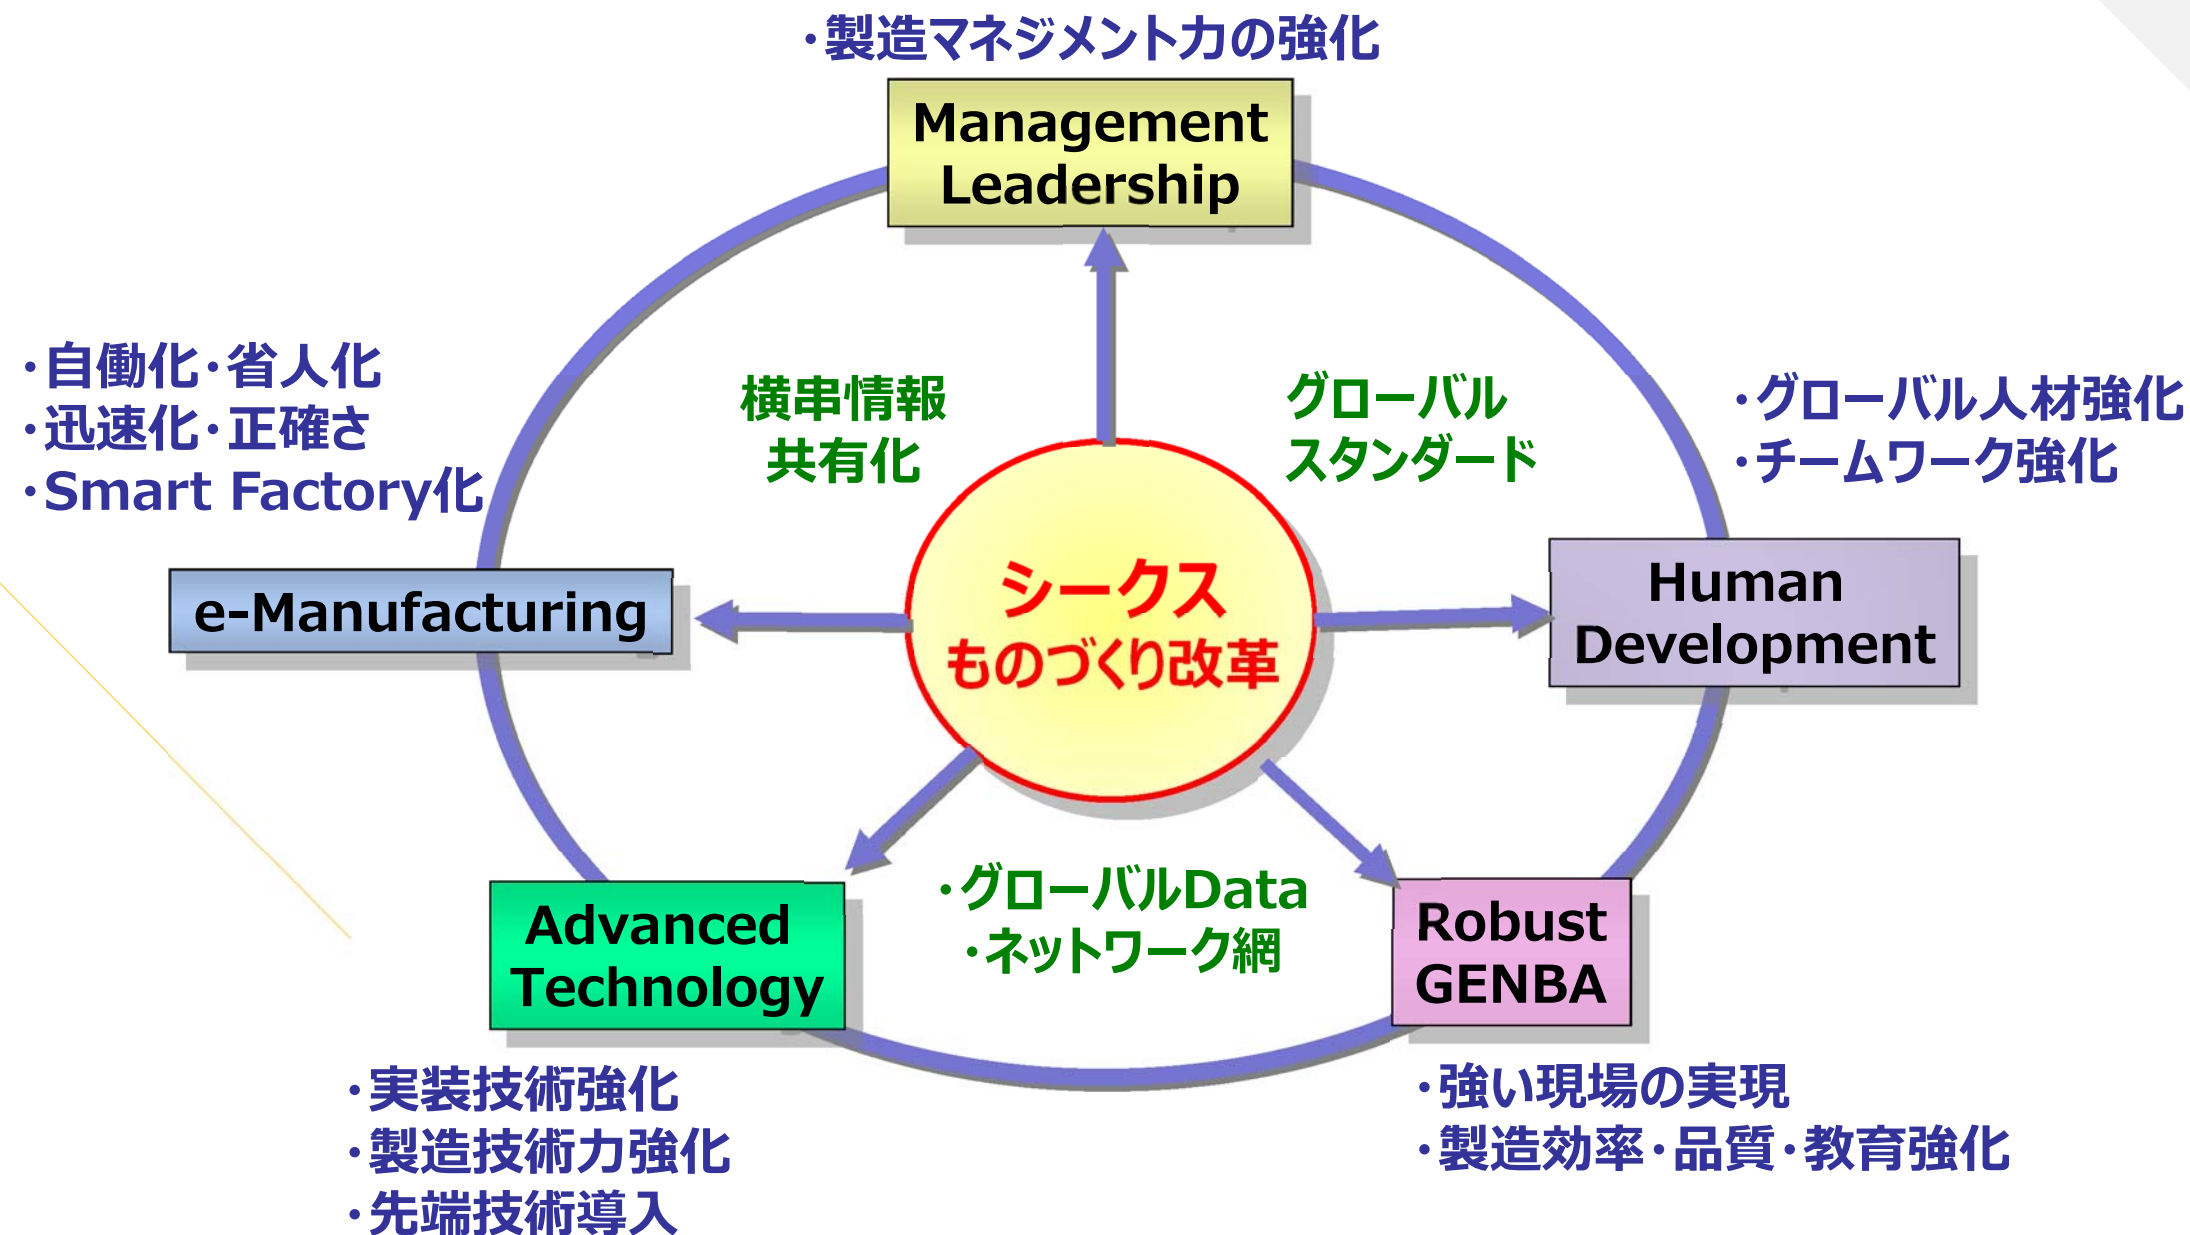 ・製造マネジメント力の強化
Management
Leadership
・自働化・省人化
・迅速化・正確さ
・Smart Factory化
横串情報
共有化
グローバル
スタンダード
・グローバル人材強化
・チームワーク強化
e-Manufacturing
シークス
ものづくり改革
Human
Development
Advanced
Technology
・グローバルData
・ネットワーク網
Robust
GENBA
・実装技術強化
・製造技術力強化
・先端技術導入
・強い現場の実現
・製造効率・品質・教育強化